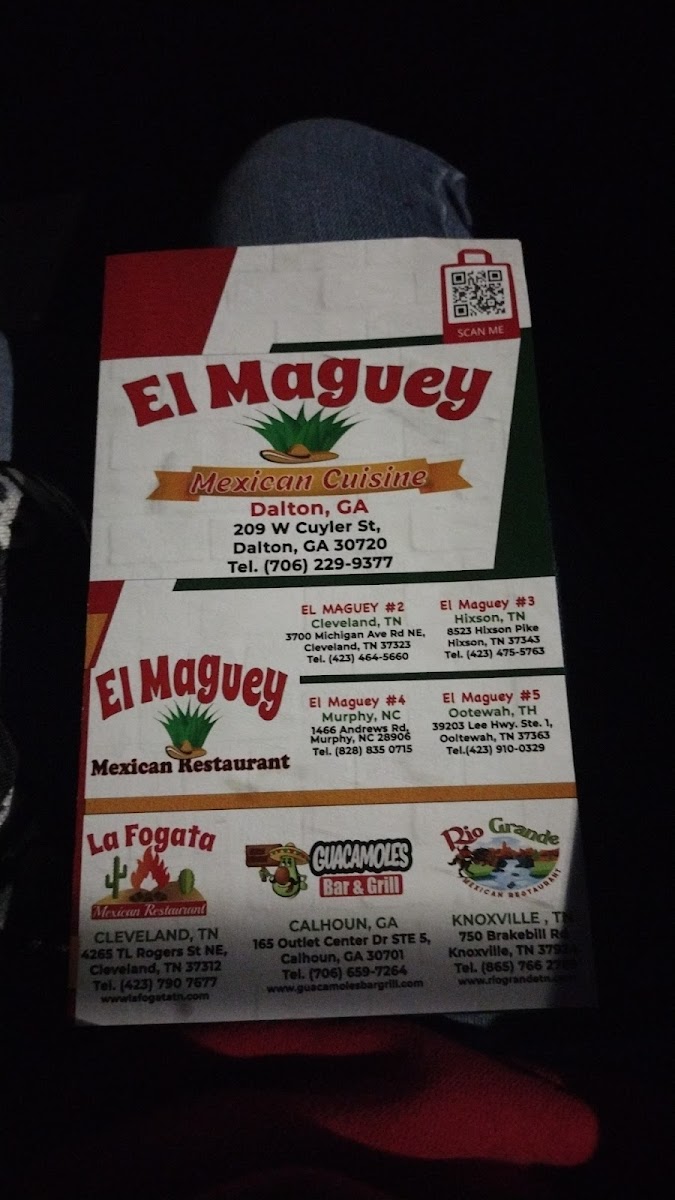 SCAN ME
El Maguey
Mexican Cuisine
Dalton, GA
209 W Cuyler St,
Dalton, GA 30720
Tel. (706) 229-9377
El Maguey
Mexican Restaurant
EL MAGUEY #2
Cleveland, TN
3700 Michigan Ave Rd NE,
Cleveland, TN 37323
Tel. (423) 464-5660
El Maguey #3
Hixson, TN
8523 Hixson Pike
Hixson, TN 37343
Tel. (423) 475-5763
El Maguey #4
Murphy, NC
1466 Andrews Rd,
Murphy, NC 28906
Tel. (828) 835 0715
El Maguey #5
Ootewah, TH
39203 Lee Hwy. Ste. 1,
Ooltewah, TN 37363
Tel.(423) 910-0329
La Fogata
Mexican Restaurant
CLEVELAND, TN
4265 TL Rogers St NE,
Cleveland, TN 37312
Tel. (423) 790 7677
www.lafogatatn.com
GUACAMOLES
Bar & Grill
CALHOUN, GA
165 Outlet Center Dr STE 5,
Calhoun, GA 30701
Tel. (706) 659-7264
www.guacamolesbargrill.com
Rio Grande
MEXICAN RESTAURANT
KNOXVILLE , TN
750 Brakebill Rd
Knoxville, TN
Tel. (865) 766
www.riograndetn.com